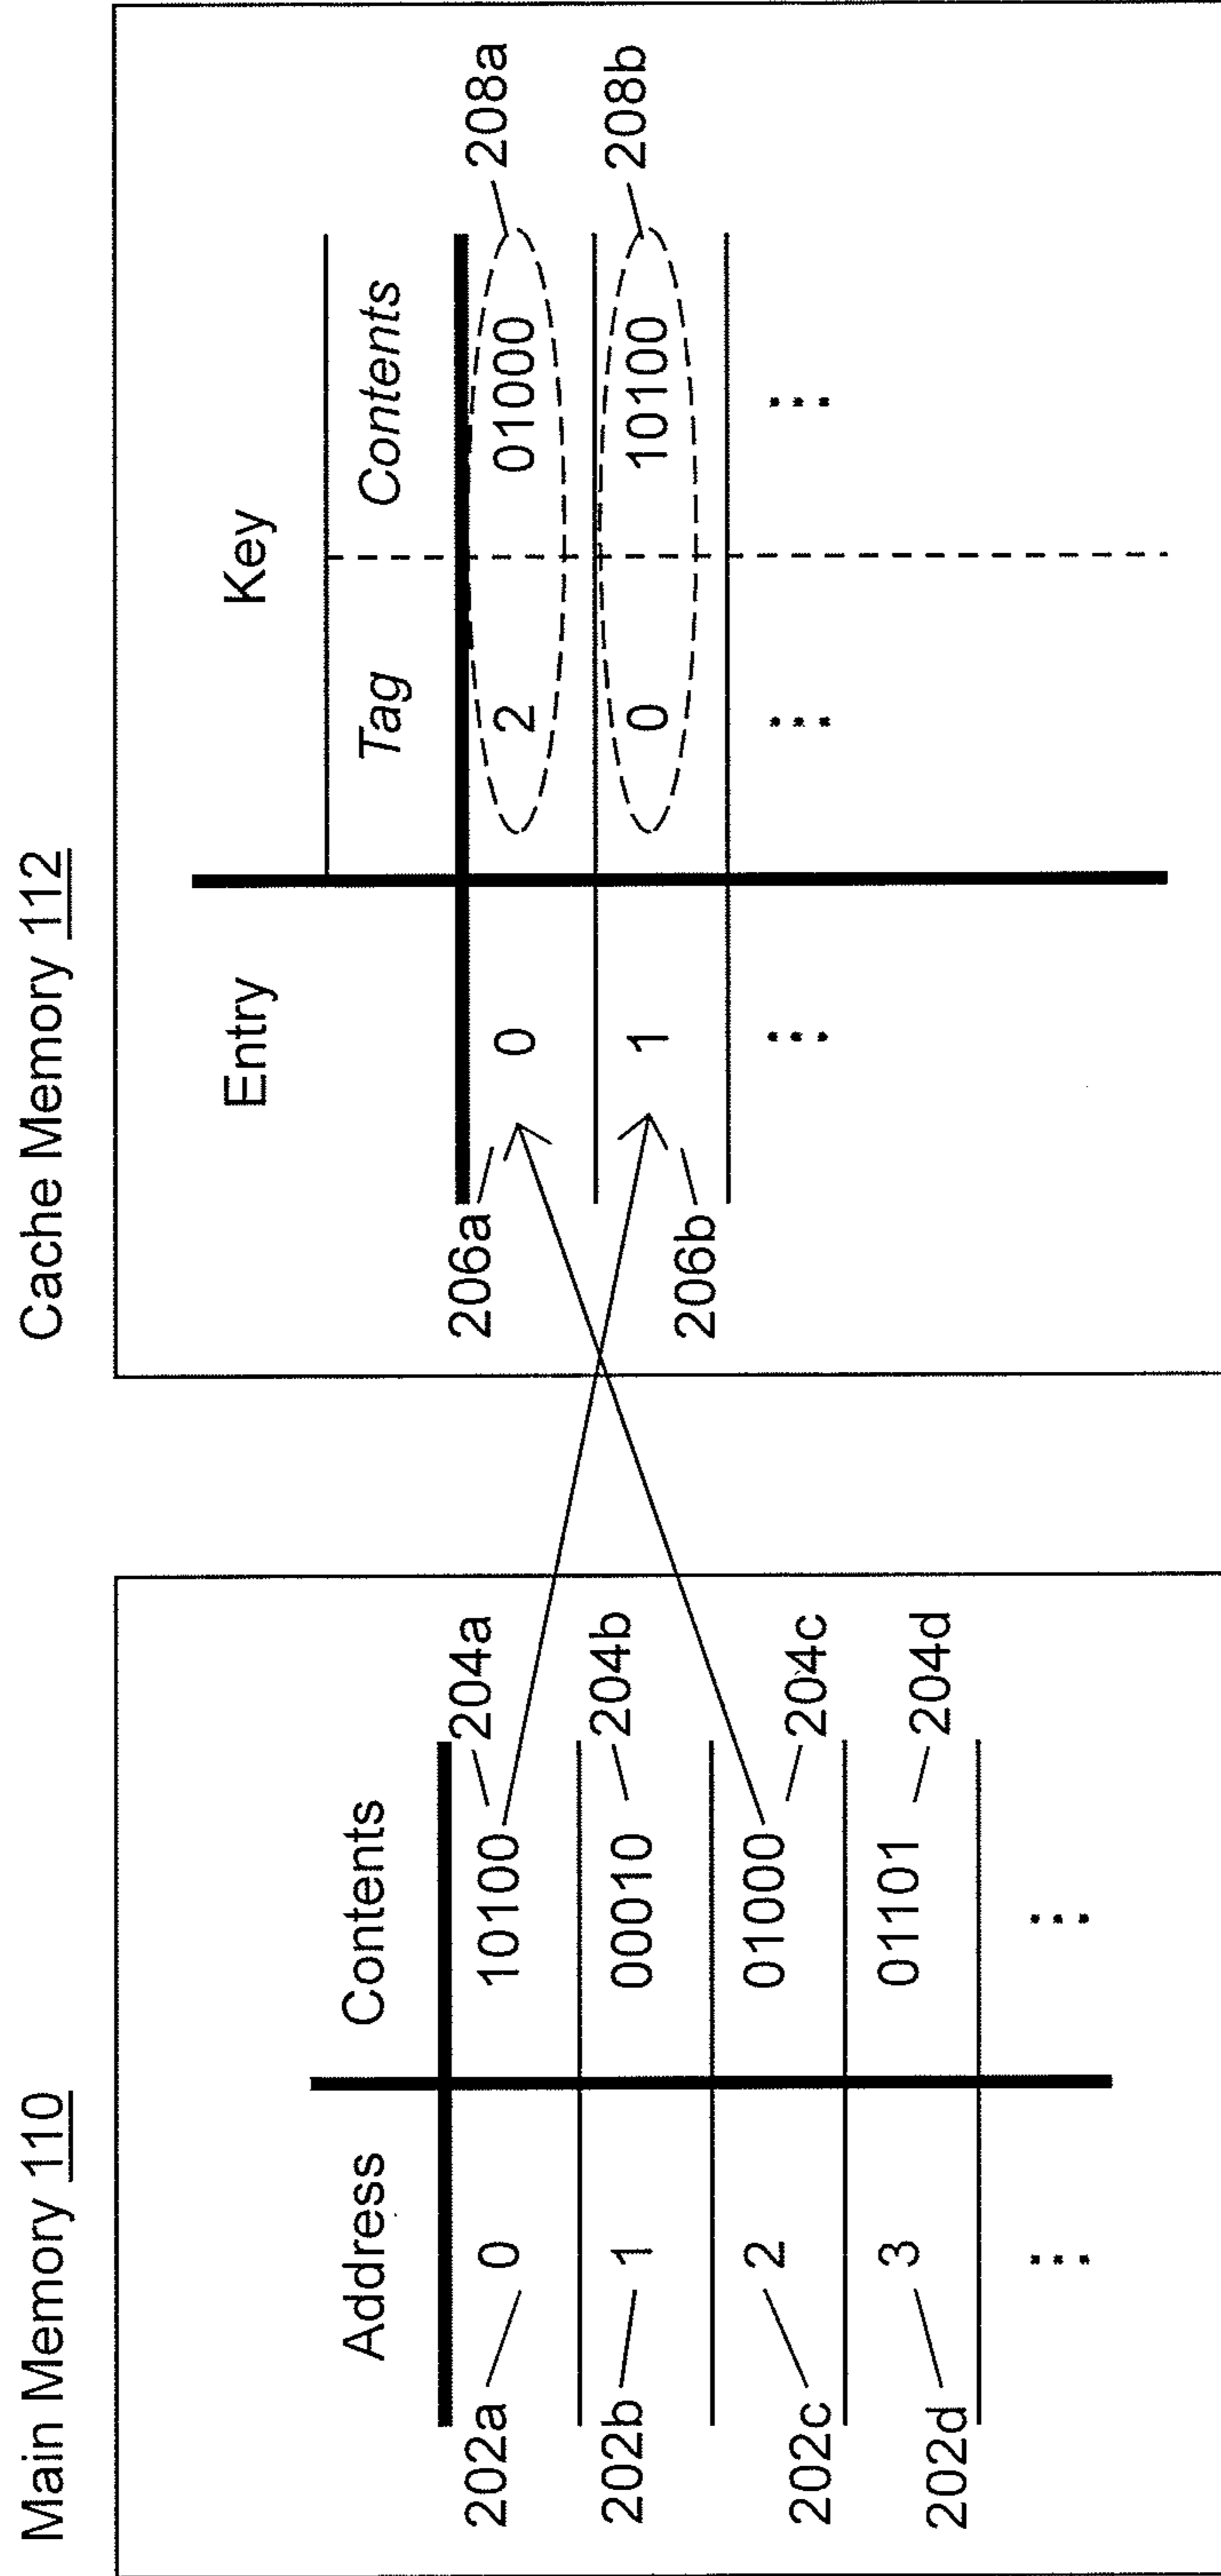 Main Memory 110
Address Contents
202a 0 10100 204a
202b 1 00010 204b
202c 2 01000 204c
202d 3 01101 204d
... ...
Cache Memory 112
Entry Key
Tag Contents
206a 0 2 01000 208a
206b 1 0 10100 208b
... ... ...